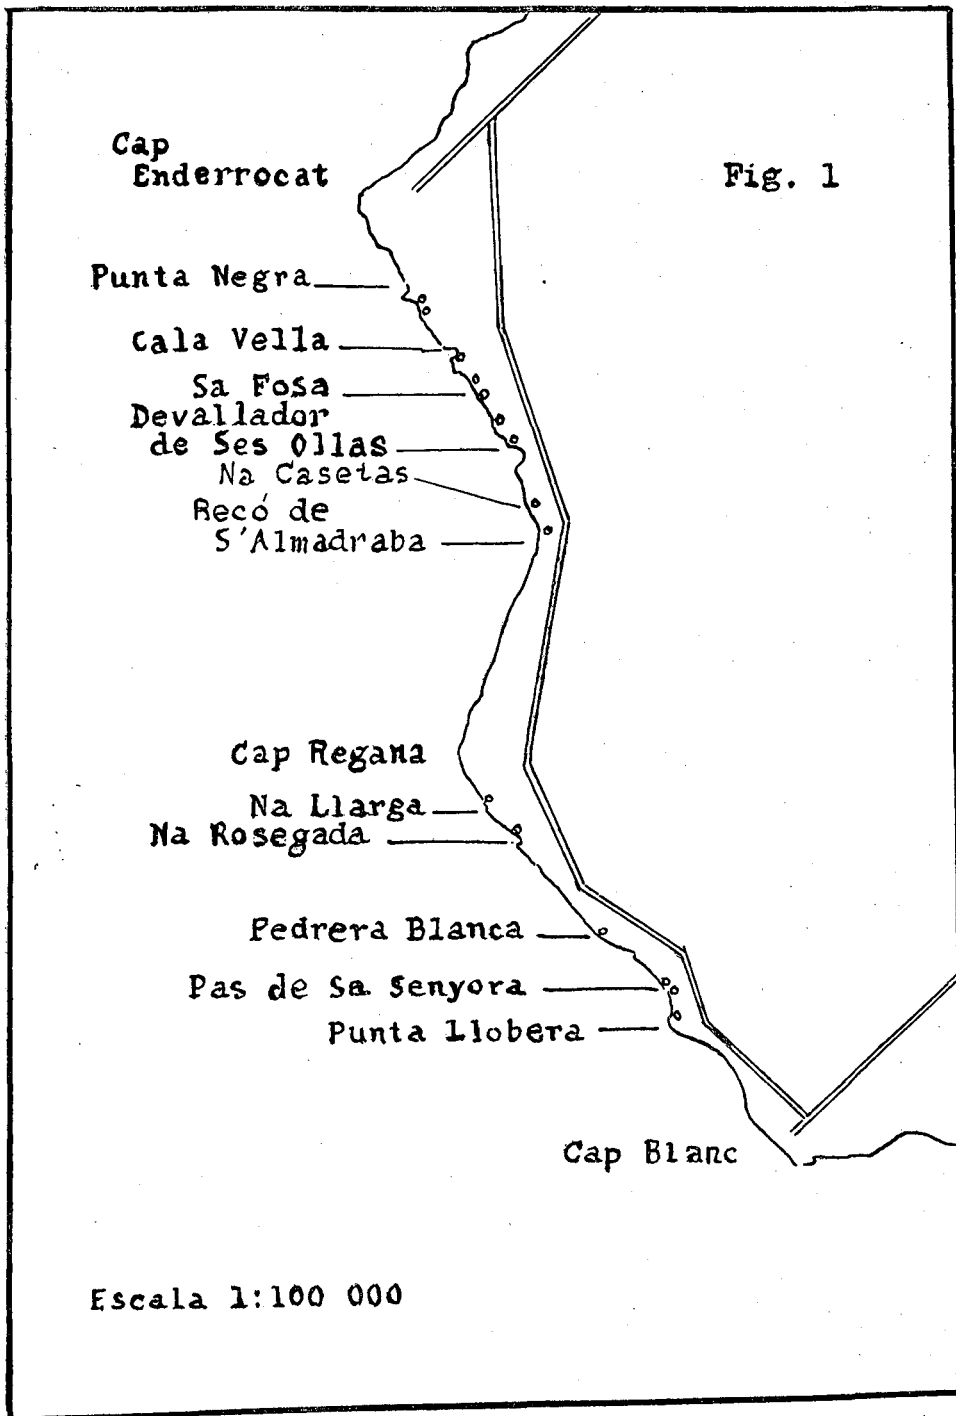 Cap
Enderrocat
Fig. 1
Punta Negra
Cala Vella
Sa Fosa
Devallador
de Ses Ollas
Na Casetas
Recó de
S'Almadraba
Cap Regana
Na Llarga
Na Rosegada
Pedrera Blanca
Pas de Sa Senyora
Punta Llobera
Cap Blanc
Escala 1:100 000